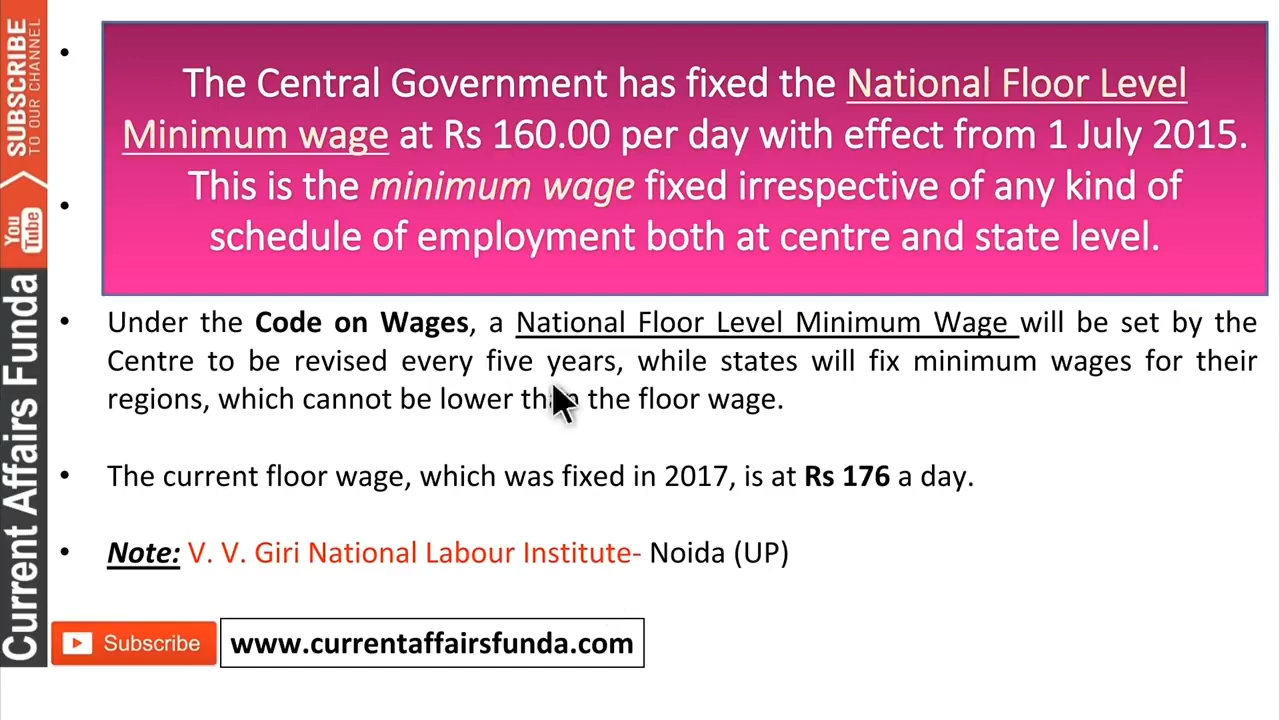 SUBSCRIBE
TO OUR CHANNEL
You Tube
Current Affairs Funda
The Central Government has fixed the National Floor Level
Minimum wage at Rs 160.00 per day with effect from 1 July 2015.
This is the minimum wage fixed irrespective of any kind of
schedule of employment both at centre and state level.
• Under the Code on Wages, a National Floor Level Minimum Wage will be set by the
Centre to be revised every five years, while states will fix minimum wages for their
regions, which cannot be lower than the floor wage.
• The current floor wage, which was fixed in 2017, is at Rs 176 a day.
• Note: V. V. Giri National Labour Institute- Noida (UP)
Subscribe
www.currentaffairsfunda.com